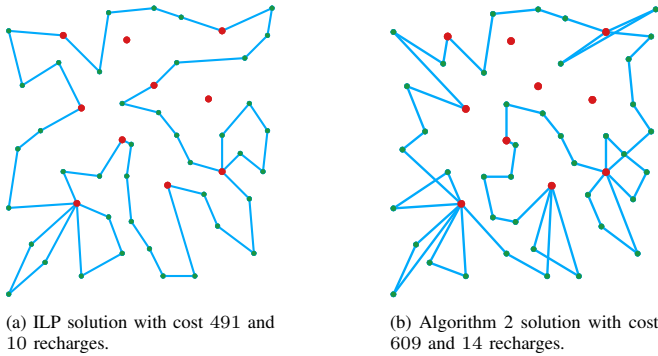 (a) ILP solution with cost 491 and
10 recharges.
(b) Algorithm 2 solution with cost
609 and 14 recharges.